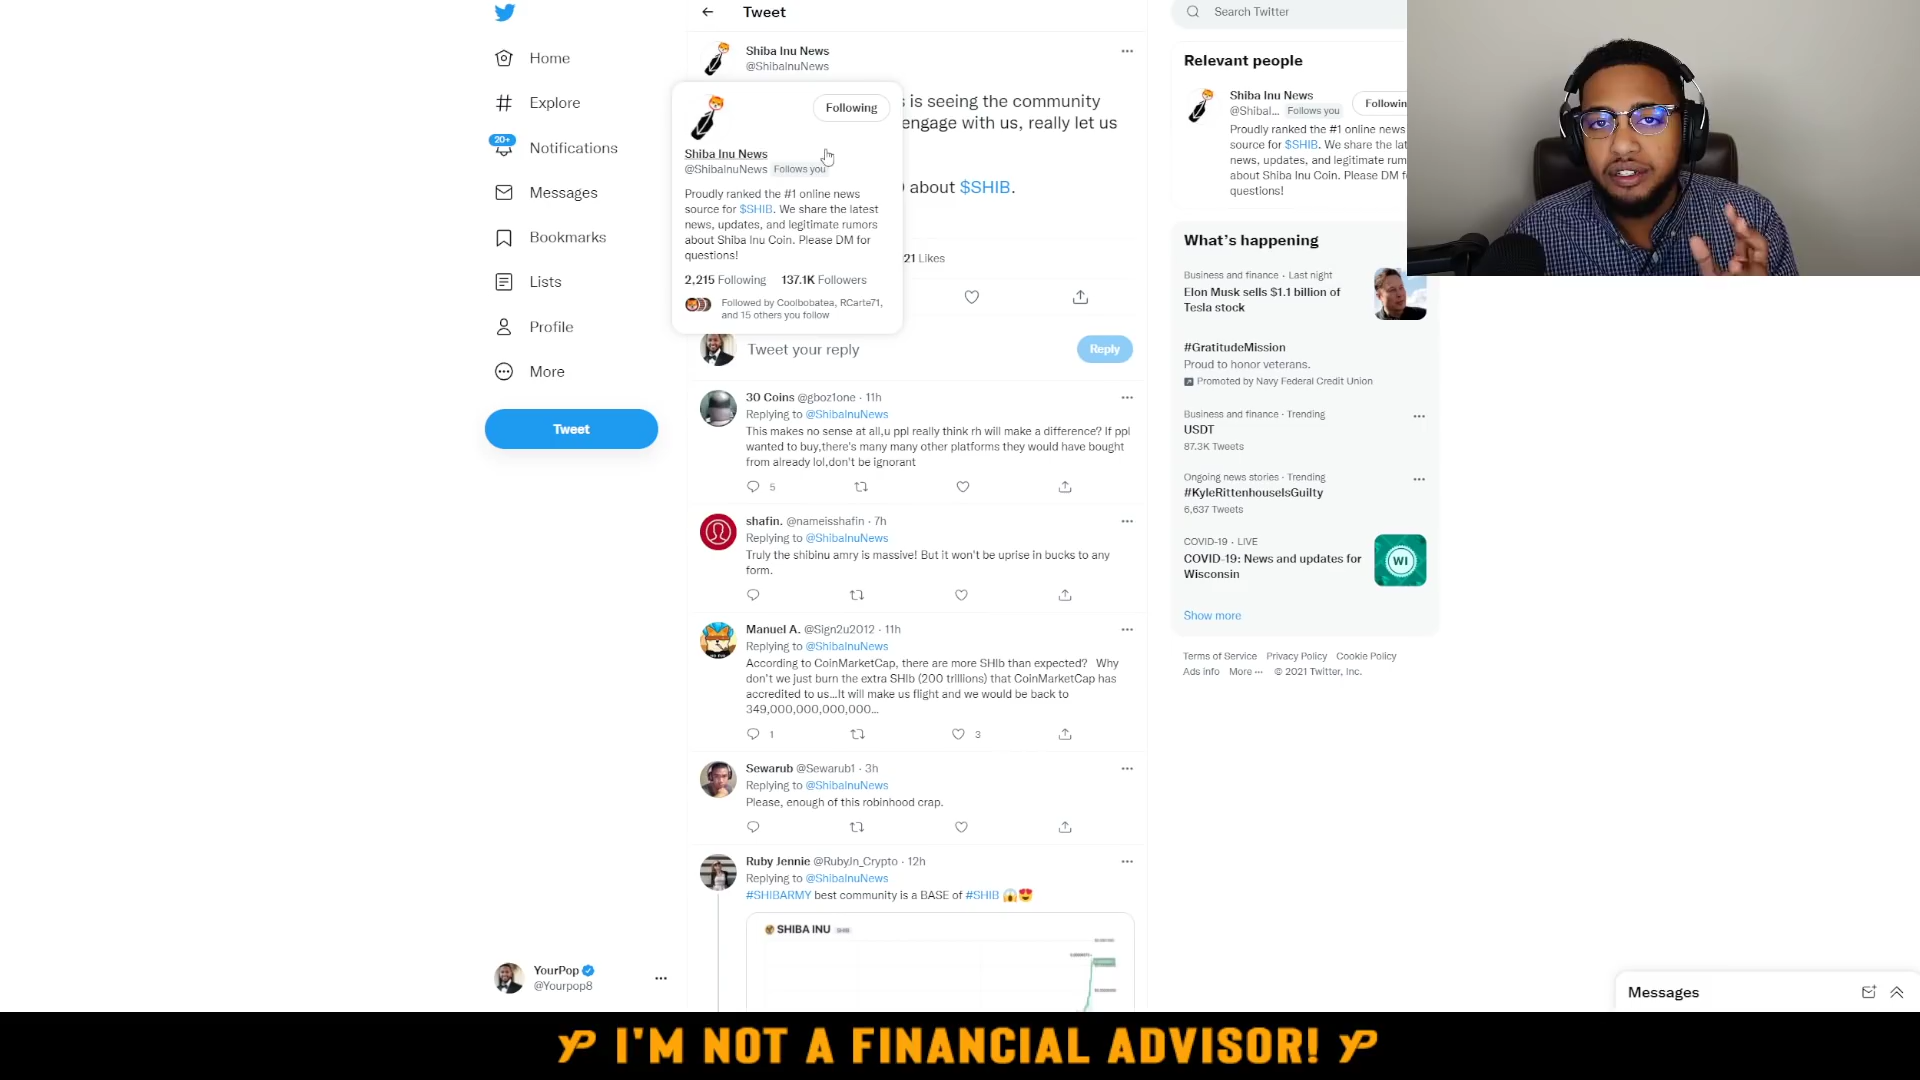 Home
Explore
20+
Notifications
Messages
Bookmarks
Lists
Profile
More
Tweet
YourPop
@Yourpop8
Tweet
Shiba Inu News
@ShibaInuNews
is seeing the community
engage with us, really let us
about $SHIB.
21 Likes
Following
Shiba Inu News
@ShibaInuNews Follows you
Proudly ranked the #1 online news
source for $SHIB. We share the latest
news, updates, and legitimate rumors
about Shiba Inu Coin. Please DM for
questions!
2,215 Following 137.1K Followers
Followed by Coolbobatea, RCarte71,
and 15 others you follow
Tweet your reply
Reply
30 Coins @gboz1one · 11h
Replying to @ShibaInuNews
This makes no sense at all,u ppl really think rh will make a difference? If ppl
wanted to buy,there's many many other platforms they would have bought
from already lol,don't be ignorant
5
shafin. @nameisshafin · 7h
Replying to @ShibaInuNews
Truly the shibinu amry is massive! But it won't be uprise in bucks to any
form.
Manuel A. @Sign2u2012 · 11h
Replying to @ShibaInuNews
According to CoinMarketCap, there are more SHIb than expected? Why
don't we just burn the extra SHIb (200 trillions) that CoinMarketCap has
accredited to us...It will make us flight and we would be back to
349,000,000,000,000...
1
3
Sewarub @Sewarub1 · 3h
Replying to @ShibaInuNews
Please, enough of this robinhood crap.
Ruby Jennie @RubyJn_Crypto · 12h
Replying to @ShibaInuNews
#SHIBARMY best community is a BASE of #SHIB 😱😍
SHIBA INU
Search Twitter
Relevant people
Shiba Inu News
@Shibal... Follows you
Followin
Proudly ranked the #1 online news
source for $SHIB. We share the lat
news, updates, and legitimate rum
about Shiba Inu Coin. Please DM f
questions!
What's happening
Business and finance · Last night
Elon Musk sells $1.1 billion of
Tesla stock
#GratitudeMission
Proud to honor veterans.
Promoted by Navy Federal Credit Union
Business and finance · Trending
USDT
87.3K Tweets
Ongoing news stories · Trending
#KyleRittenhouseIsGuilty
6,637 Tweets
COVID-19 · LIVE
COVID-19: News and updates for
Wisconsin
WI
Show more
Terms of Service Privacy Policy Cookie Policy
Ads info More ··· © 2021 Twitter, Inc.
Messages
YP I'M NOT A FINANCIAL ADVISOR! YP